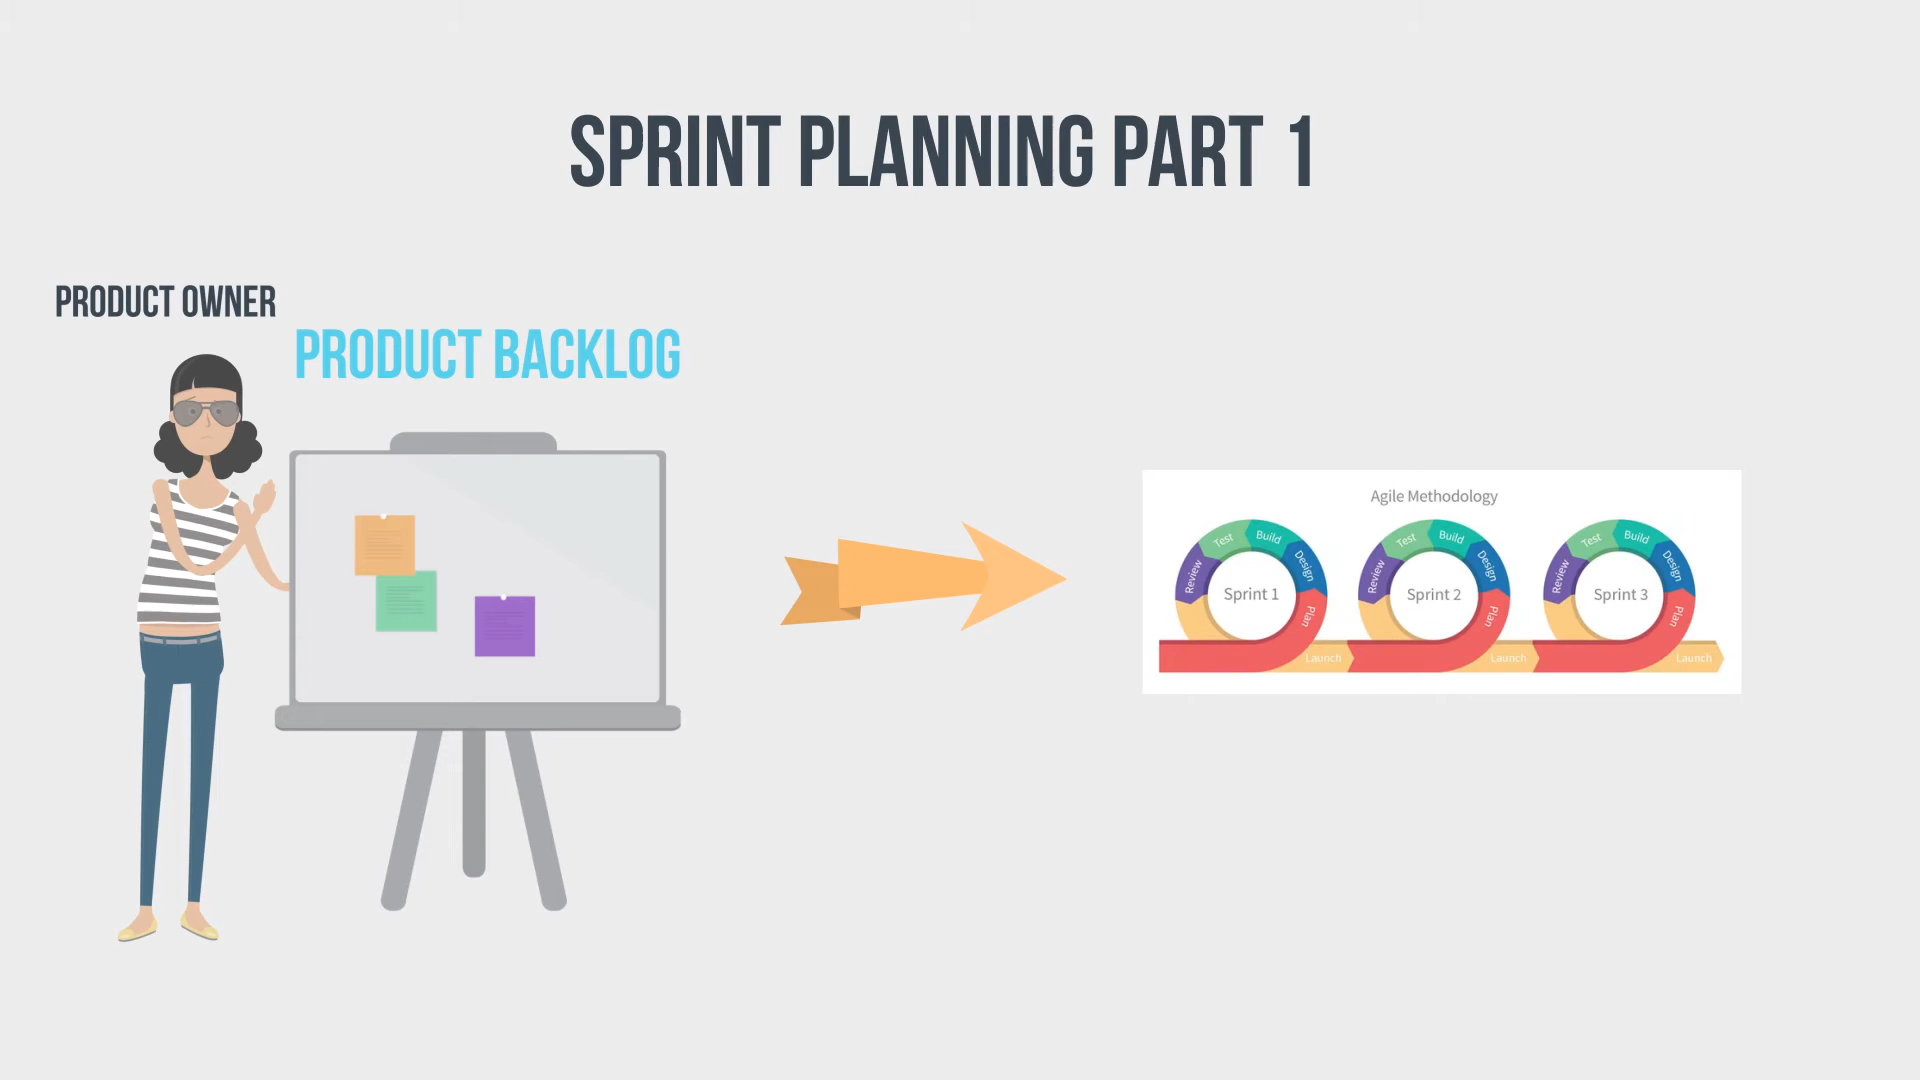 SPRINT PLANNING PART 1
PRODUCT OWNER
PRODUCT BACKLOG
Agile Methodology
Test Build Design Plan Review
Sprint 1
Launch
Test Build Design Plan Review
Sprint 2
Launch
Test Build Design Plan Review
Sprint 3
Launch